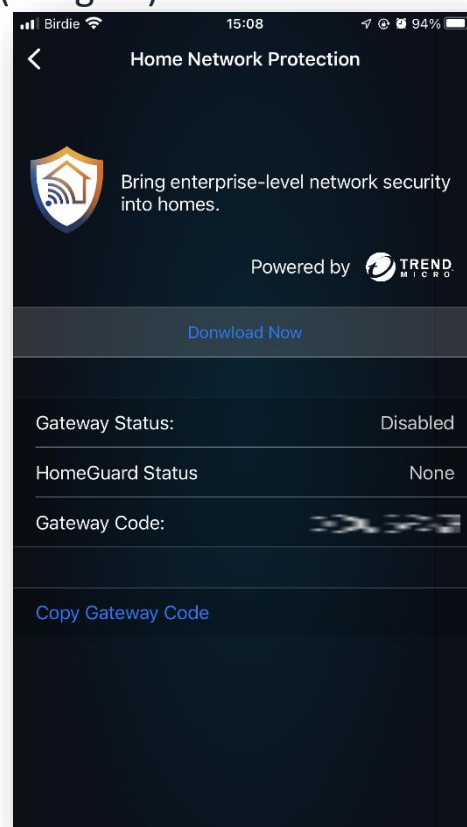 Birdie 15:08 94%
Home Network Protection
Bring enterprise-level network security
into homes.
Powered by TREND
MICRO
Donwload Now
Gateway Status: Disabled
HomeGuard Status None
Gateway Code:
Copy Gateway Code